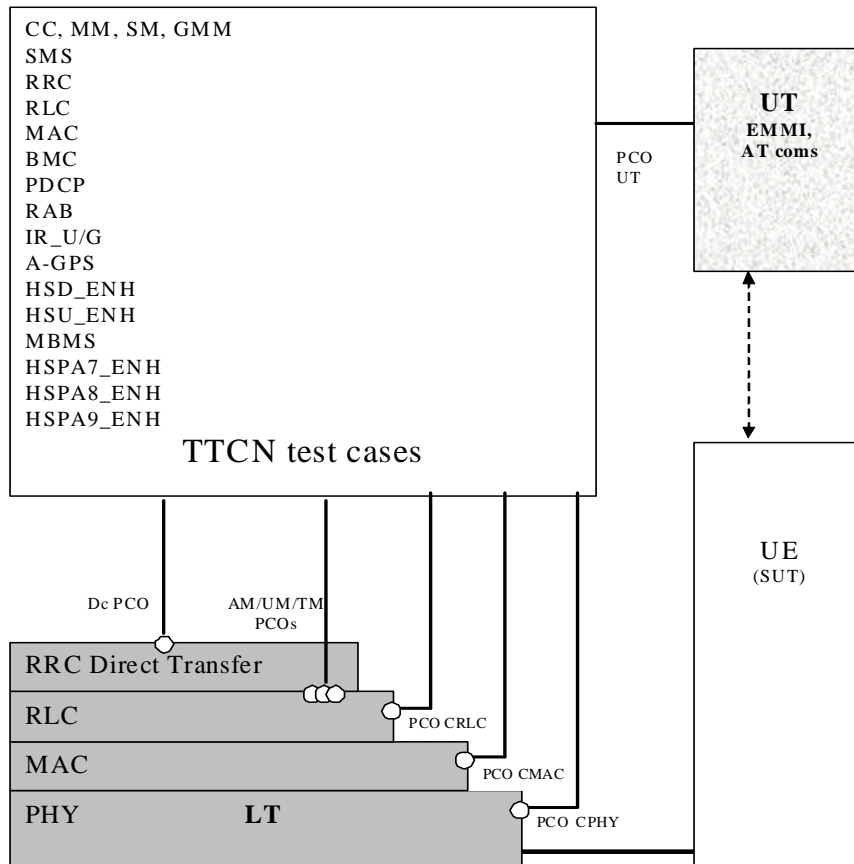 CC, MM, SM, GMM
SMS
RRC
RLC
MAC
BMC
PDCP
RAB
IR_U/G
A-GPS
HSD_ENH
HSU_ENH
MBMS
HSPA7_ENH
HSPA8_ENH
HSPA9_ENH
TTCN test cases
PCO
UT
UT
EMMI,
AT coms
UE
(SUT)
Dc PCO
AM/UM/TM
PCOs
RRC Direct Transfer
RLC
PCO CRLC
MAC
PCO CMAC
PHY
LT
PCO CPHY